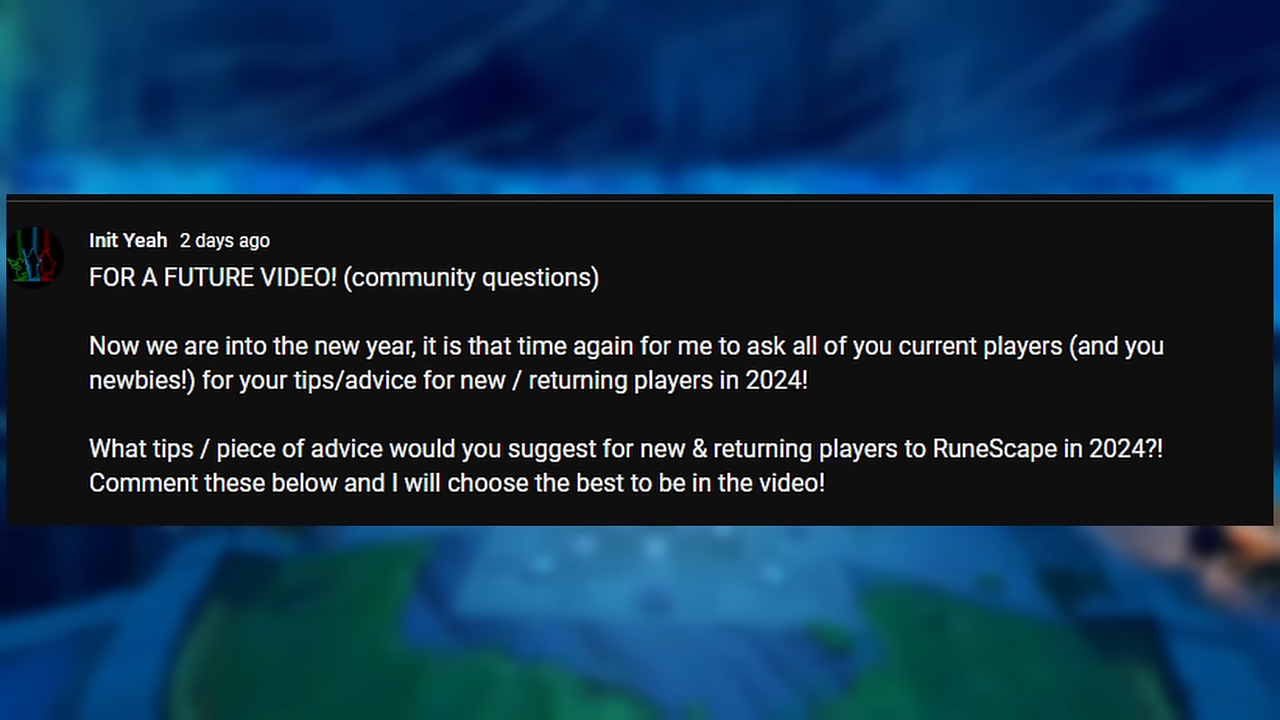 Init Yeah 2 days ago
FOR A FUTURE VIDEO! (community questions)
Now we are into the new year, it is that time again for me to ask all of you current players (and you
newbies!) for your tips/advice for new / returning players in 2024!
What tips / piece of advice would you suggest for new & returning players to RuneScape in 2024?!
Comment these below and I will choose the best to be in the video!